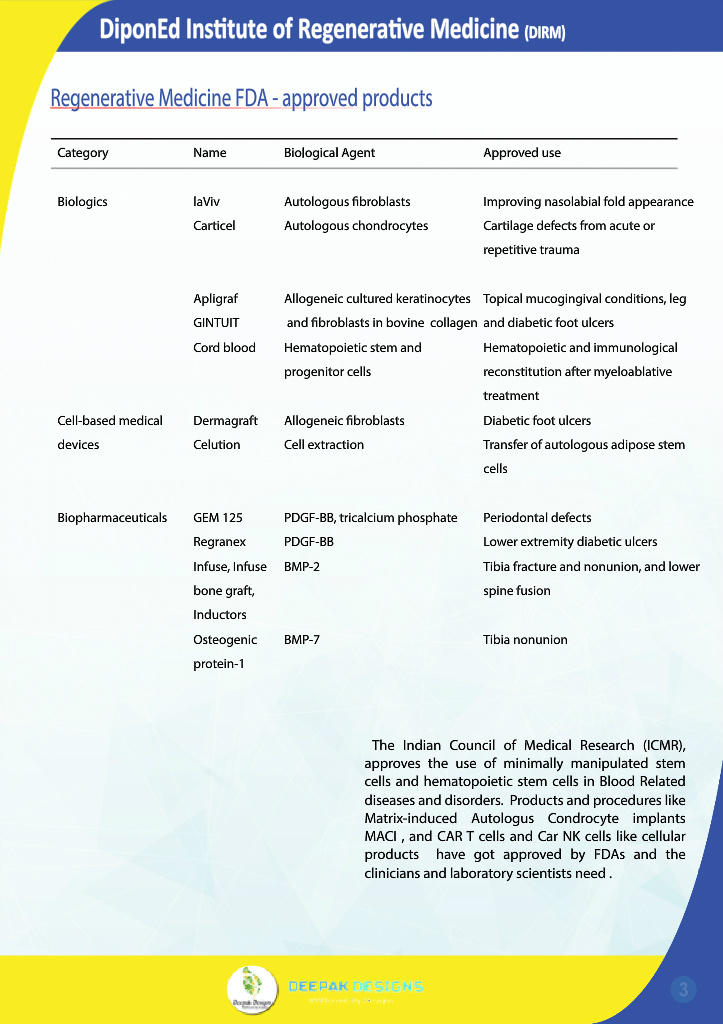 DiponEd Institute of Regenerative Medicine (DIRM)
Regenerative Medicine FDA - approved products
Category Name Biological Agent Approved use
Biologics laViv Autologous fibroblasts Improving nasolabial fold appearance
Carticel Autologous chondrocytes Cartilage defects from acute or
repetitive trauma
Apligraf Allogeneic cultured keratinocytes Topical mucogingival conditions, leg
GINTUIT and fibroblasts in bovine collagen and diabetic foot ulcers
Cord blood Hematopoietic stem and Hematopoietic and immunological
progenitor cells reconstitution after myeloablative
treatment
Cell-based medical Dermagraft Allogeneic fibroblasts Diabetic foot ulcers
devices Celution Cell extraction Transfer of autologous adipose stem
cells
Biopharmaceuticals GEM 125 PDGF-BB, tricalcium phosphate Periodontal defects
Regranex PDGF-BB Lower extremity diabetic ulcers
Infuse, Infuse BMP-2 Tibia fracture and nonunion, and lower
bone graft, spine fusion
Inductors
Osteogenic BMP-7 Tibia nonunion
protein-1
The Indian Council of Medical Research (ICMR),
approves the use of minimally manipulated stem
cells and hematopoietic stem cells in Blood Related
diseases and disorders. Products and procedures like
Matrix-induced Autologus Condrocyte implants
MACI , and CAR T cells and Car NK cells like cellular
products have got approved by FDAs and the
clinicians and laboratory scientists need .
Deepak Designs
DEEPAK DESIGNS
3